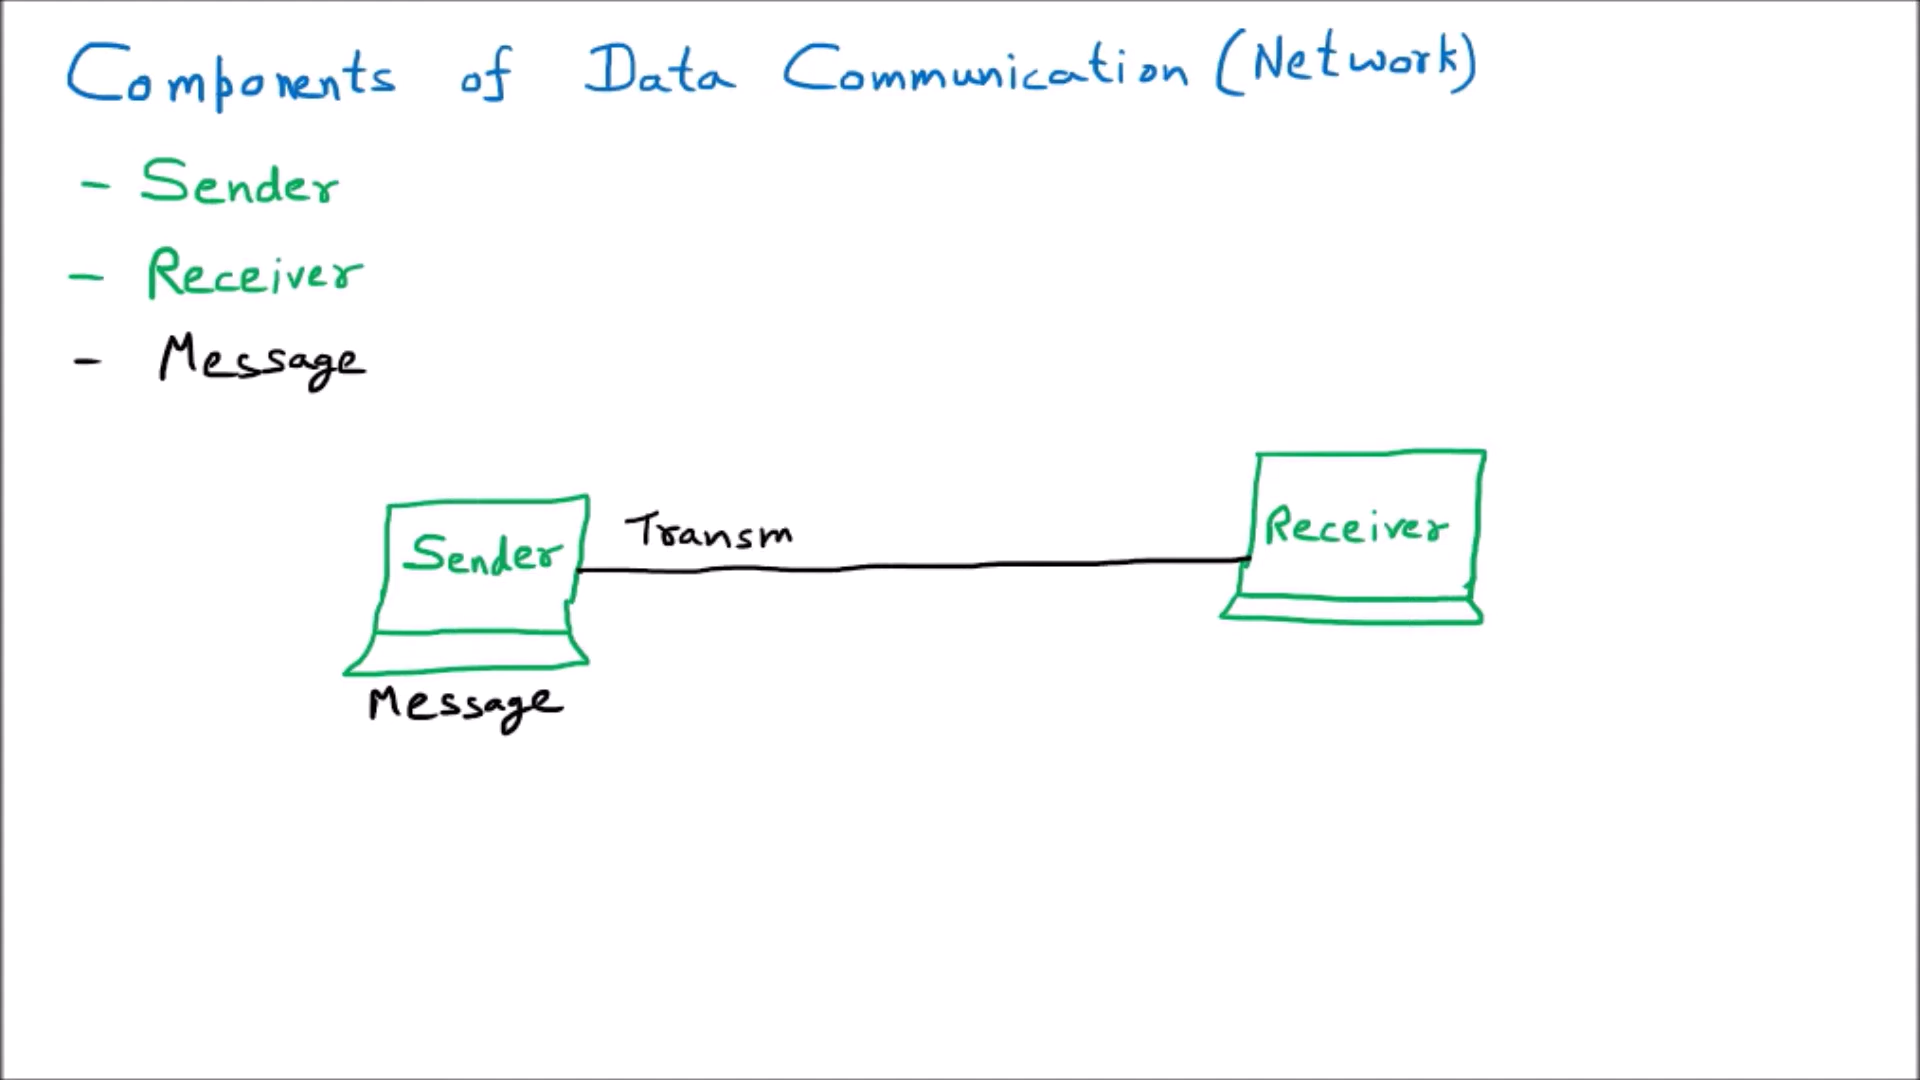 Components of Data Communication (Network)
- Sender
- Receiver
- Message
Sender
Transm
Receiver
Message